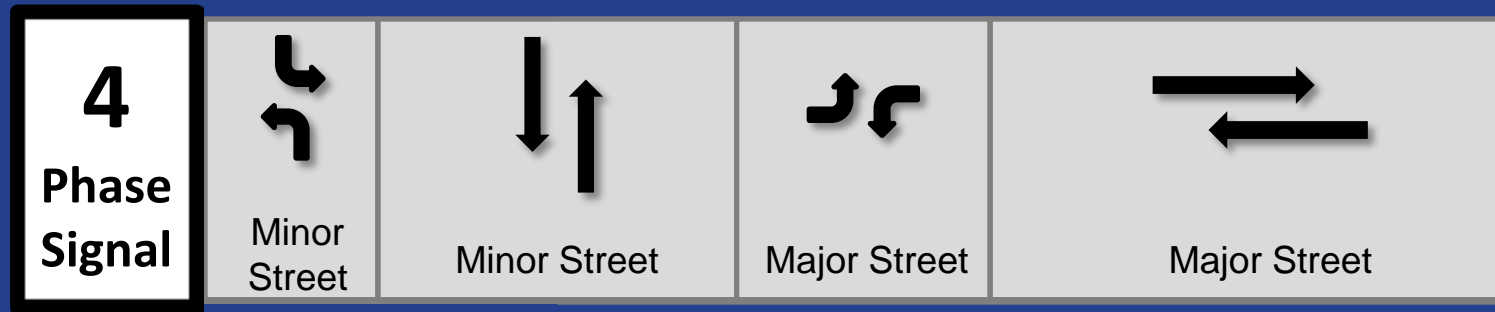 4
Phase
Signal
Minor
Street
Minor Street
Major Street
Major Street